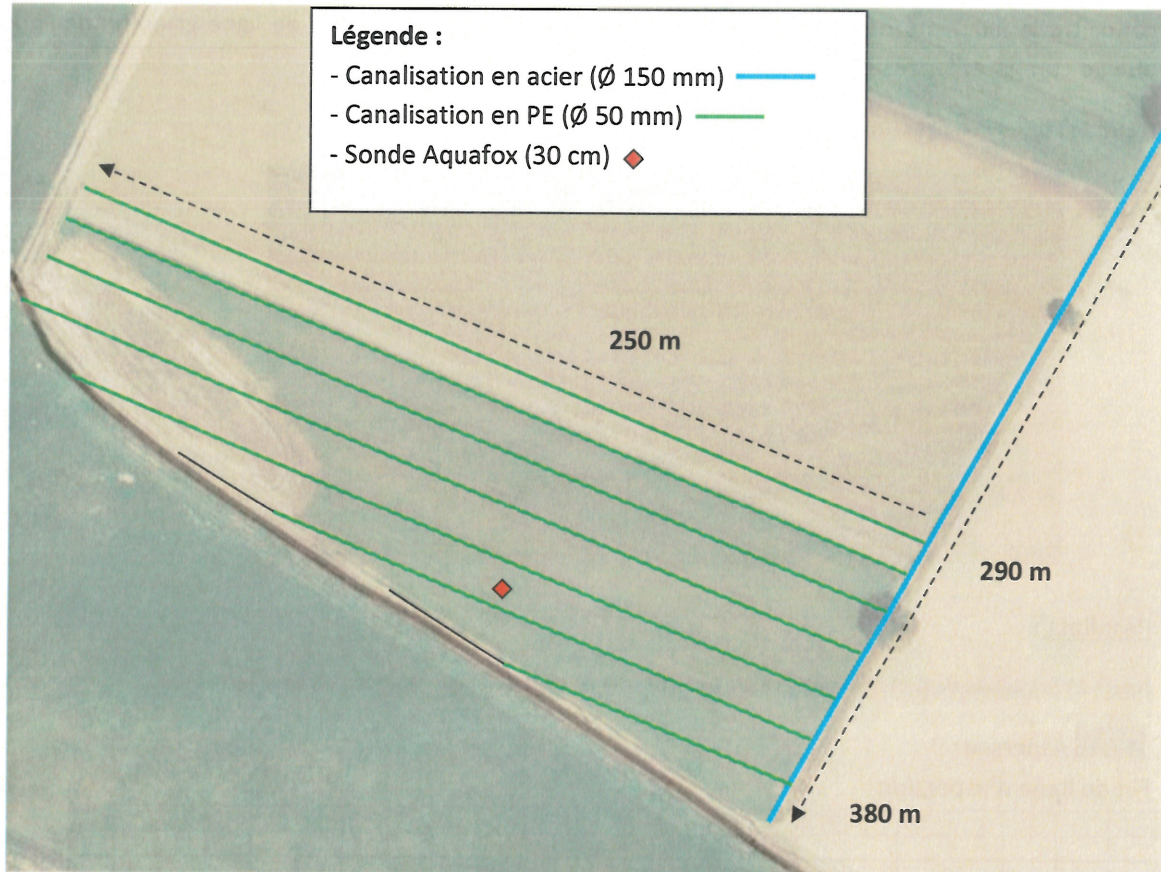 Légende :
- Canalisation en acier (Ø 150 mm)
- Canalisation en PE (Ø 50 mm)
- Sonde Aquafox (30 cm)
250 m
290 m
380 m